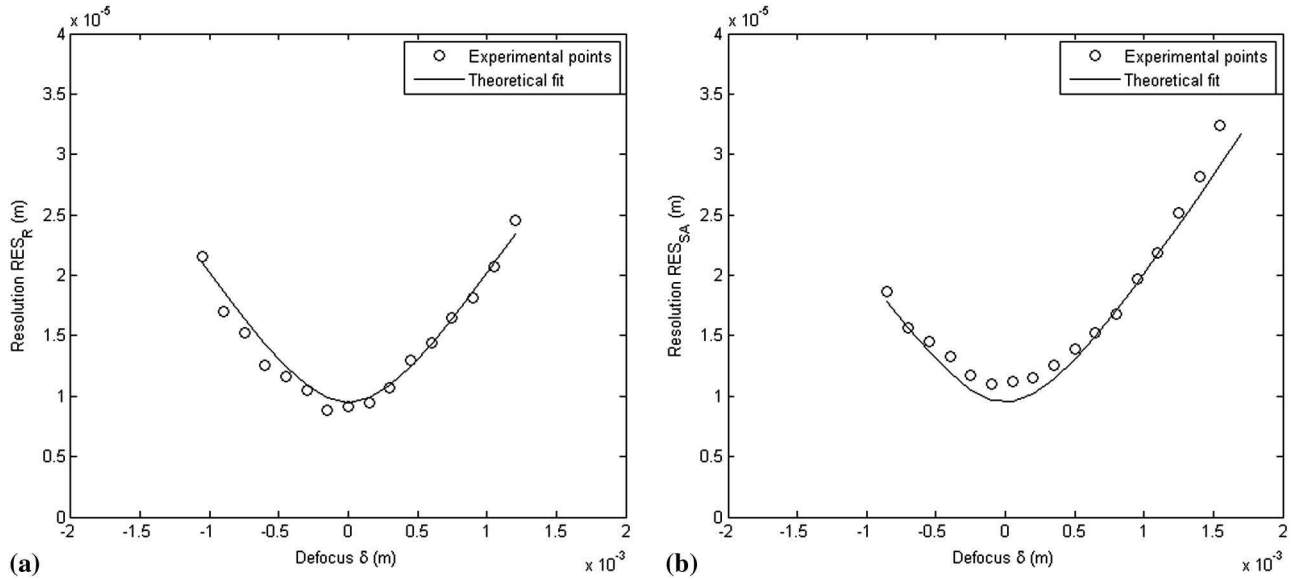 x 10⁻⁵
4
3.5
3
2.5
2
1.5
1
0.5
0
Resolution RES_R (m)
Experimental points
Theoretical fit
-2
-1.5
-1
-0.5
0
0.5
1
1.5
2
Defocus δ (m)
x 10⁻³
(a)
x 10⁻⁵
4
3.5
3
2.5
2
1.5
1
0.5
0
Resolution RES_SA (m)
Experimental points
Theoretical fit
-2
-1.5
-1
-0.5
0
0.5
1
1.5
2
Defocus δ (m)
x 10⁻³
(b)